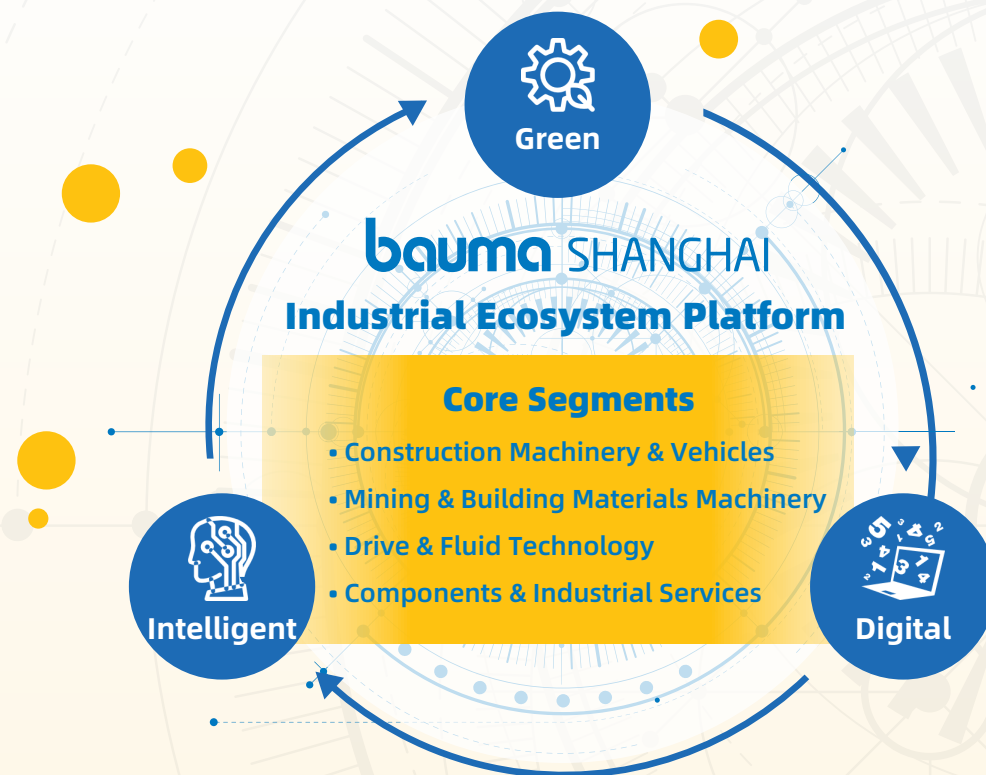 Green
bauma SHANGHAI
Industrial Ecosystem Platform
Core Segments
• Construction Machinery & Vehicles
• Mining & Building Materials Machinery
• Drive & Fluid Technology
• Components & Industrial Services
Intelligent
Digital